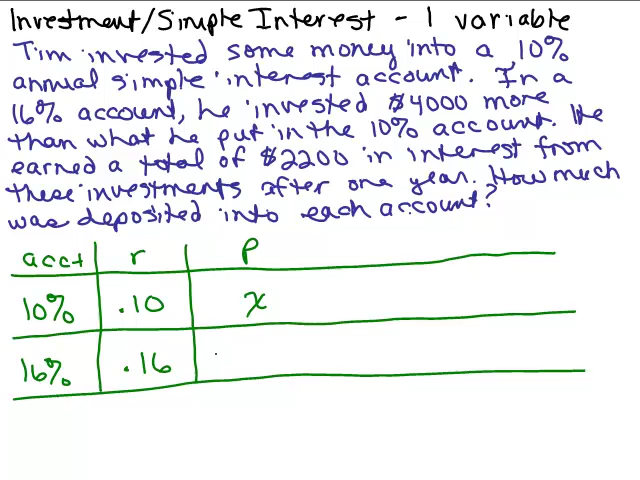 Investment/Simple Interest - 1 variable
Tim invested some money into a 10%
annual simple interest account. In a
16% account, he invested $4000 more
than what he put in the 10% account. He
earned a total of $2200 in interest from
these investments after one year. How much
was deposited into each account?
acct r P
10% .10 x
16% .16